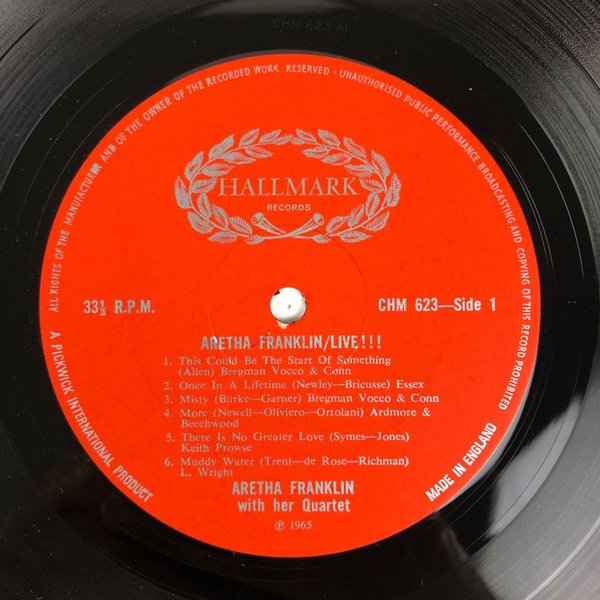 CHM 623 A1
ALL RIGHTS OF THE MANUFACTURER AND OF THE OWNER OF THE RECORDED WORK RESERVED · UNAUTHORISED PUBLIC PERFORMANCE BROADCASTING AND COPYING OF THIS RECORD PROHIBITED
HALLMARK
RECORDS
33⅓ R.P.M.
CHM 623—Side 1
ARETHA FRANKLIN/LIVE!!!
1. This Could Be The Start Of Something
(Allen) Bregman Vocco & Conn
2. Once In A Lifetime (Newley—Bricusse) Essex
3. Misty (Burke—Garner) Bregman Vocco & Conn
4. More (Newell—Oliviero—Ortolani) Ardmore &
Beechwood
5. There Is No Greater Love (Symes—Jones)
Keith Prowse
6. Muddy Water (Trent—de Rose—Richman)
L. Wright
ARETHA FRANKLIN
with her Quartet
℗ 1965
A PICKWICK INTERNATIONAL PRODUCT
MADE IN ENGLAND